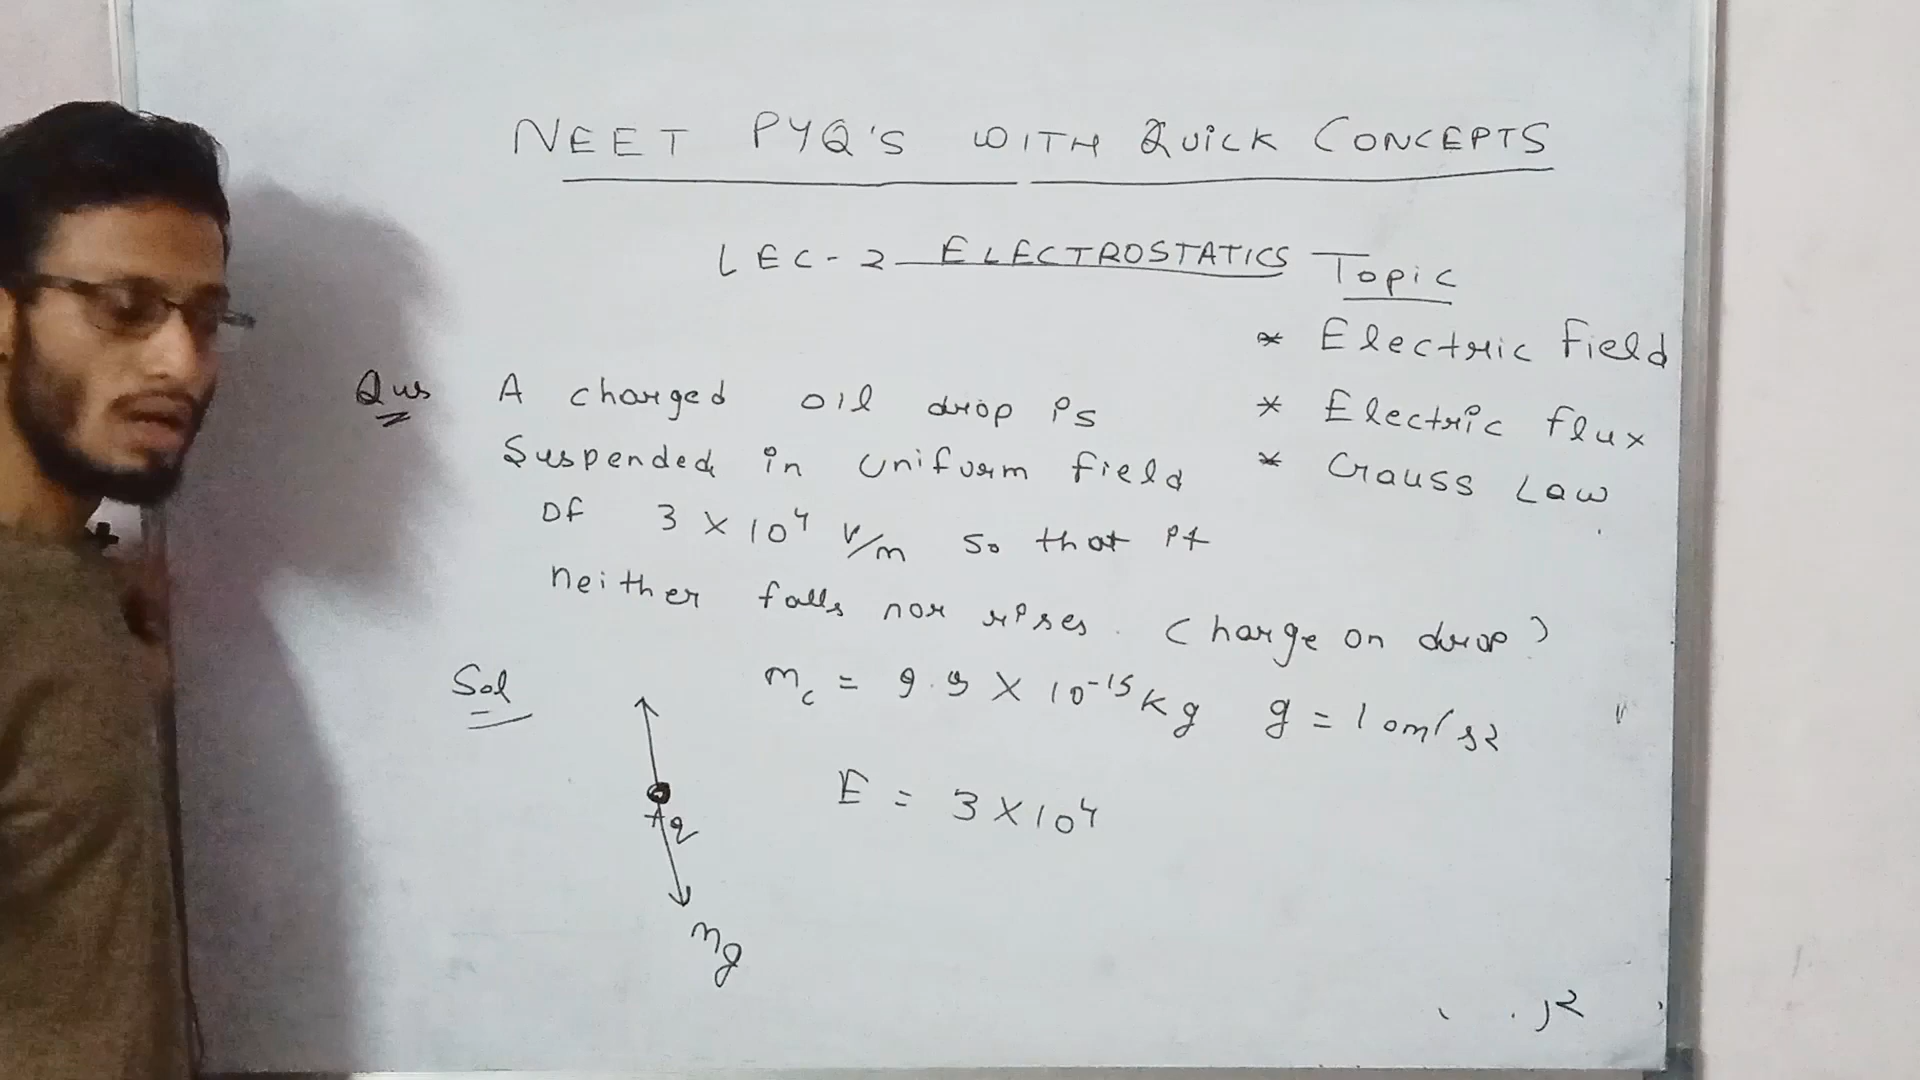 NEET PYQ'S WITH QUICK CONCEPTS
LEC-2 ELECTROSTATICS
Topic
* Electric Field
* Electric flux
* Gauss Law
Qus A charged oil drop is
Suspended in Uniform field
of 3 × 10⁴ V/m so that it
neither falls nor rises. Charge on drop?
m_c = 9.9 × 10⁻¹⁵ kg g = 10m/s2
Sol
E = 3×10⁴
+q
mg